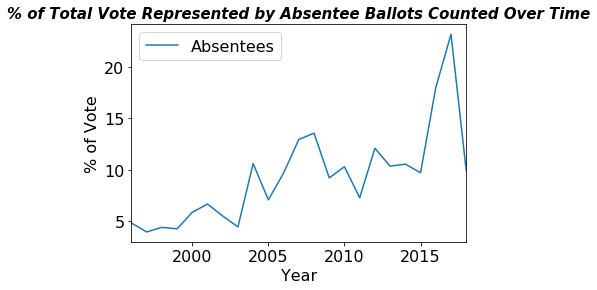 % of Total Vote Represented by Absentee Ballots Counted Over Time
Absentees
20
15
10
5
% of Vote
2000 2005 2010 2015
Year